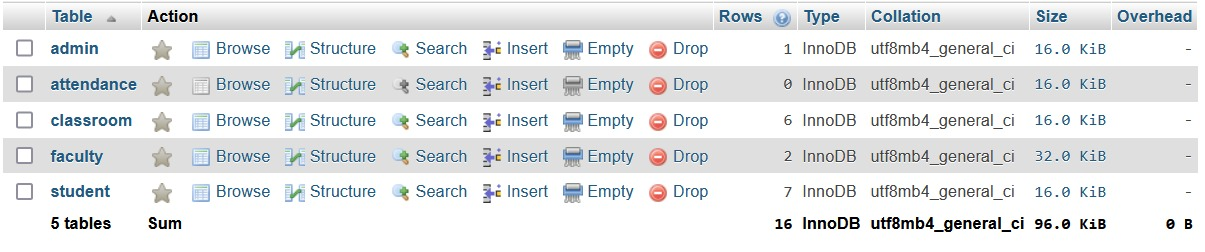 Table Action Rows Type Collation Size Overhead
admin Browse Structure Search Insert Empty Drop 1 InnoDB utf8mb4_general_ci 16.0 KiB -
attendance Browse Structure Search Insert Empty Drop 0 InnoDB utf8mb4_general_ci 16.0 KiB -
classroom Browse Structure Search Insert Empty Drop 6 InnoDB utf8mb4_general_ci 16.0 KiB -
faculty Browse Structure Search Insert Empty Drop 2 InnoDB utf8mb4_general_ci 32.0 KiB -
student Browse Structure Search Insert Empty Drop 7 InnoDB utf8mb4_general_ci 16.0 KiB -
5 tables Sum 16 InnoDB utf8mb4_general_ci 96.0 KiB 0 B